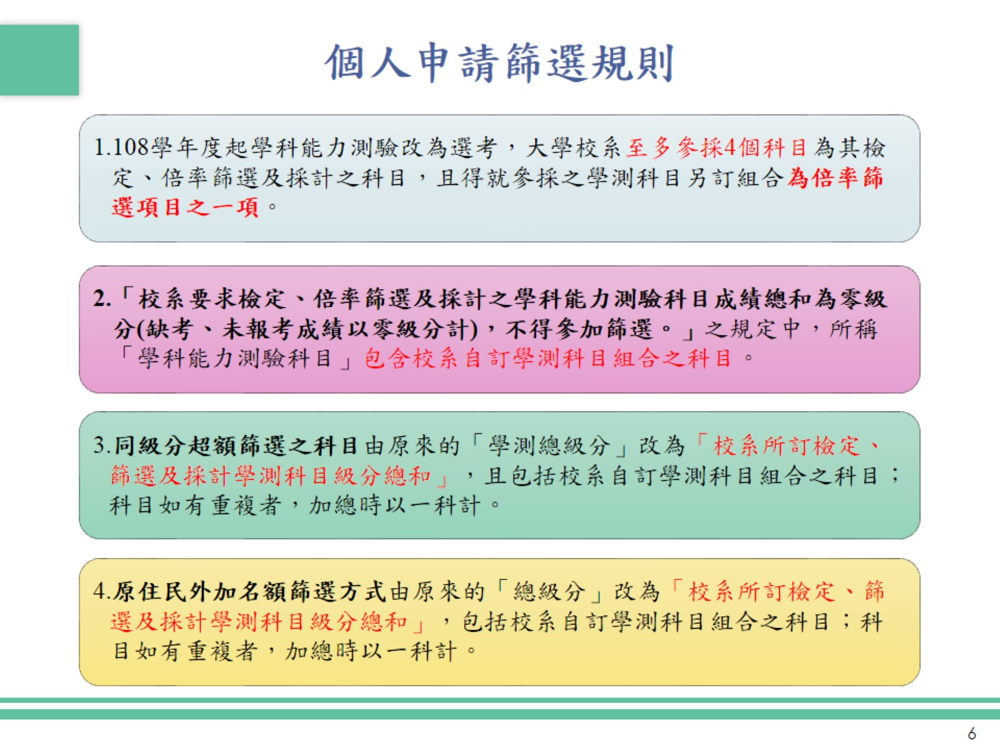 個人申請篩選規則
1.108學年度起學科能力測驗改為選考，大學校系至多參採4個科目為其檢
定、倍率篩選及採計之科目，且得就參採之學測科目另訂組合為倍率篩
選項目之一項。
2.「校系要求檢定、倍率篩選及採計之學科能力測驗科目成績總和為零級
分(缺考、未報考成績以零級分計)，不得參加篩選。」之規定中，所稱
「學科能力測驗科目」包含校系自訂學測科目組合之科目。
3.同級分超額篩選之科目由原來的「學測總級分」改為「校系所訂檢定、
篩選及採計學測科目級分總和」，且包括校系自訂學測科目組合之科目；
科目如有重複者，加總時以一科計。
4.原住民外加名額篩選方式由原來的「總級分」改為「校系所訂檢定、篩
選及採計學測科目級分總和」，包括校系自訂學測科目組合之科目；科
目如有重複者，加總時以一科計。
6